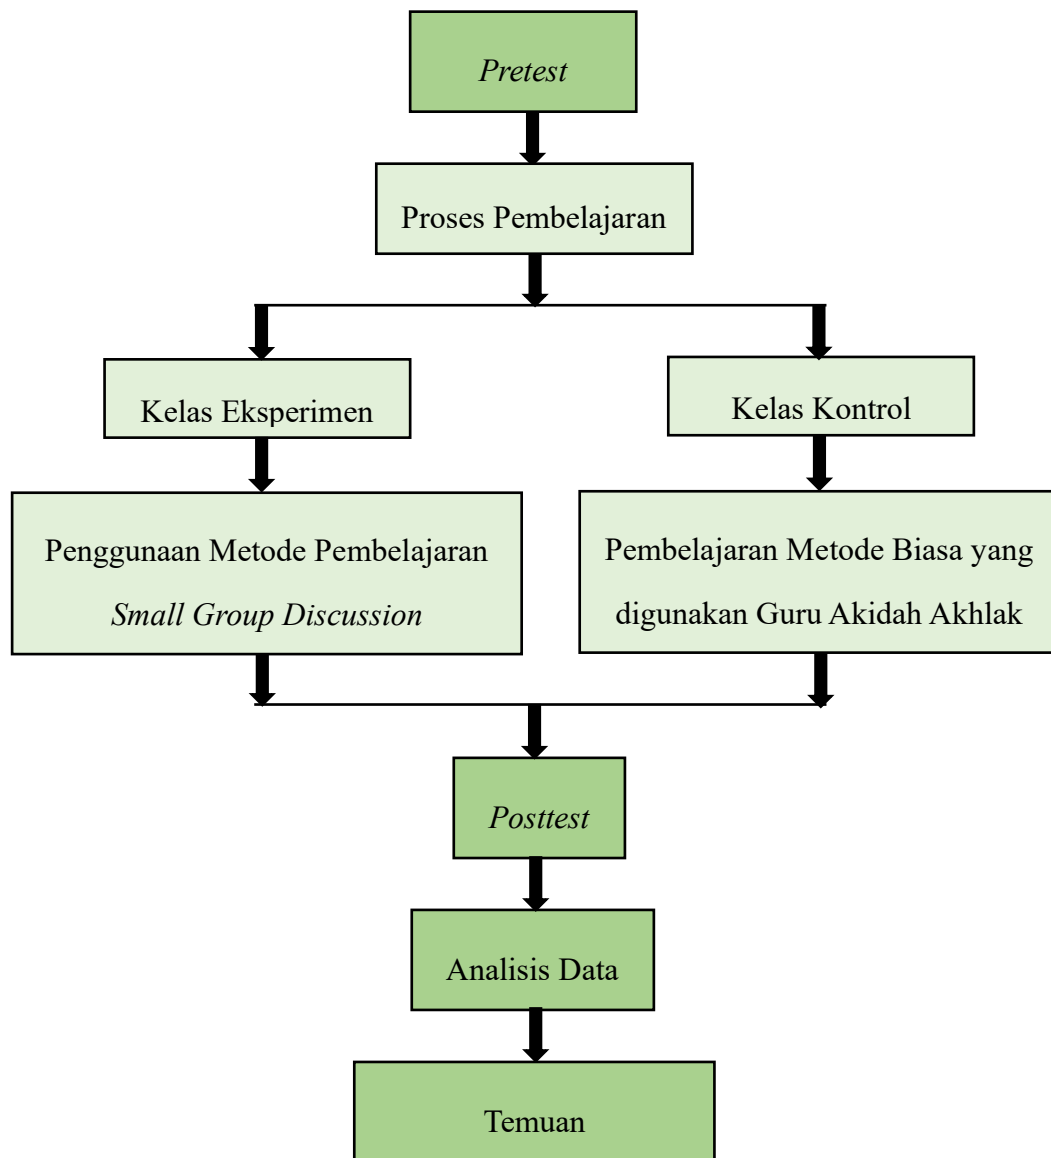 Pretest
Proses Pembelajaran
Kelas Eksperimen
Kelas Kontrol
Penggunaan Metode Pembelajaran
Small Group Discussion
Pembelajaran Metode Biasa yang
digunakan Guru Akidah Akhlak
Posttest
Analisis Data
Temuan